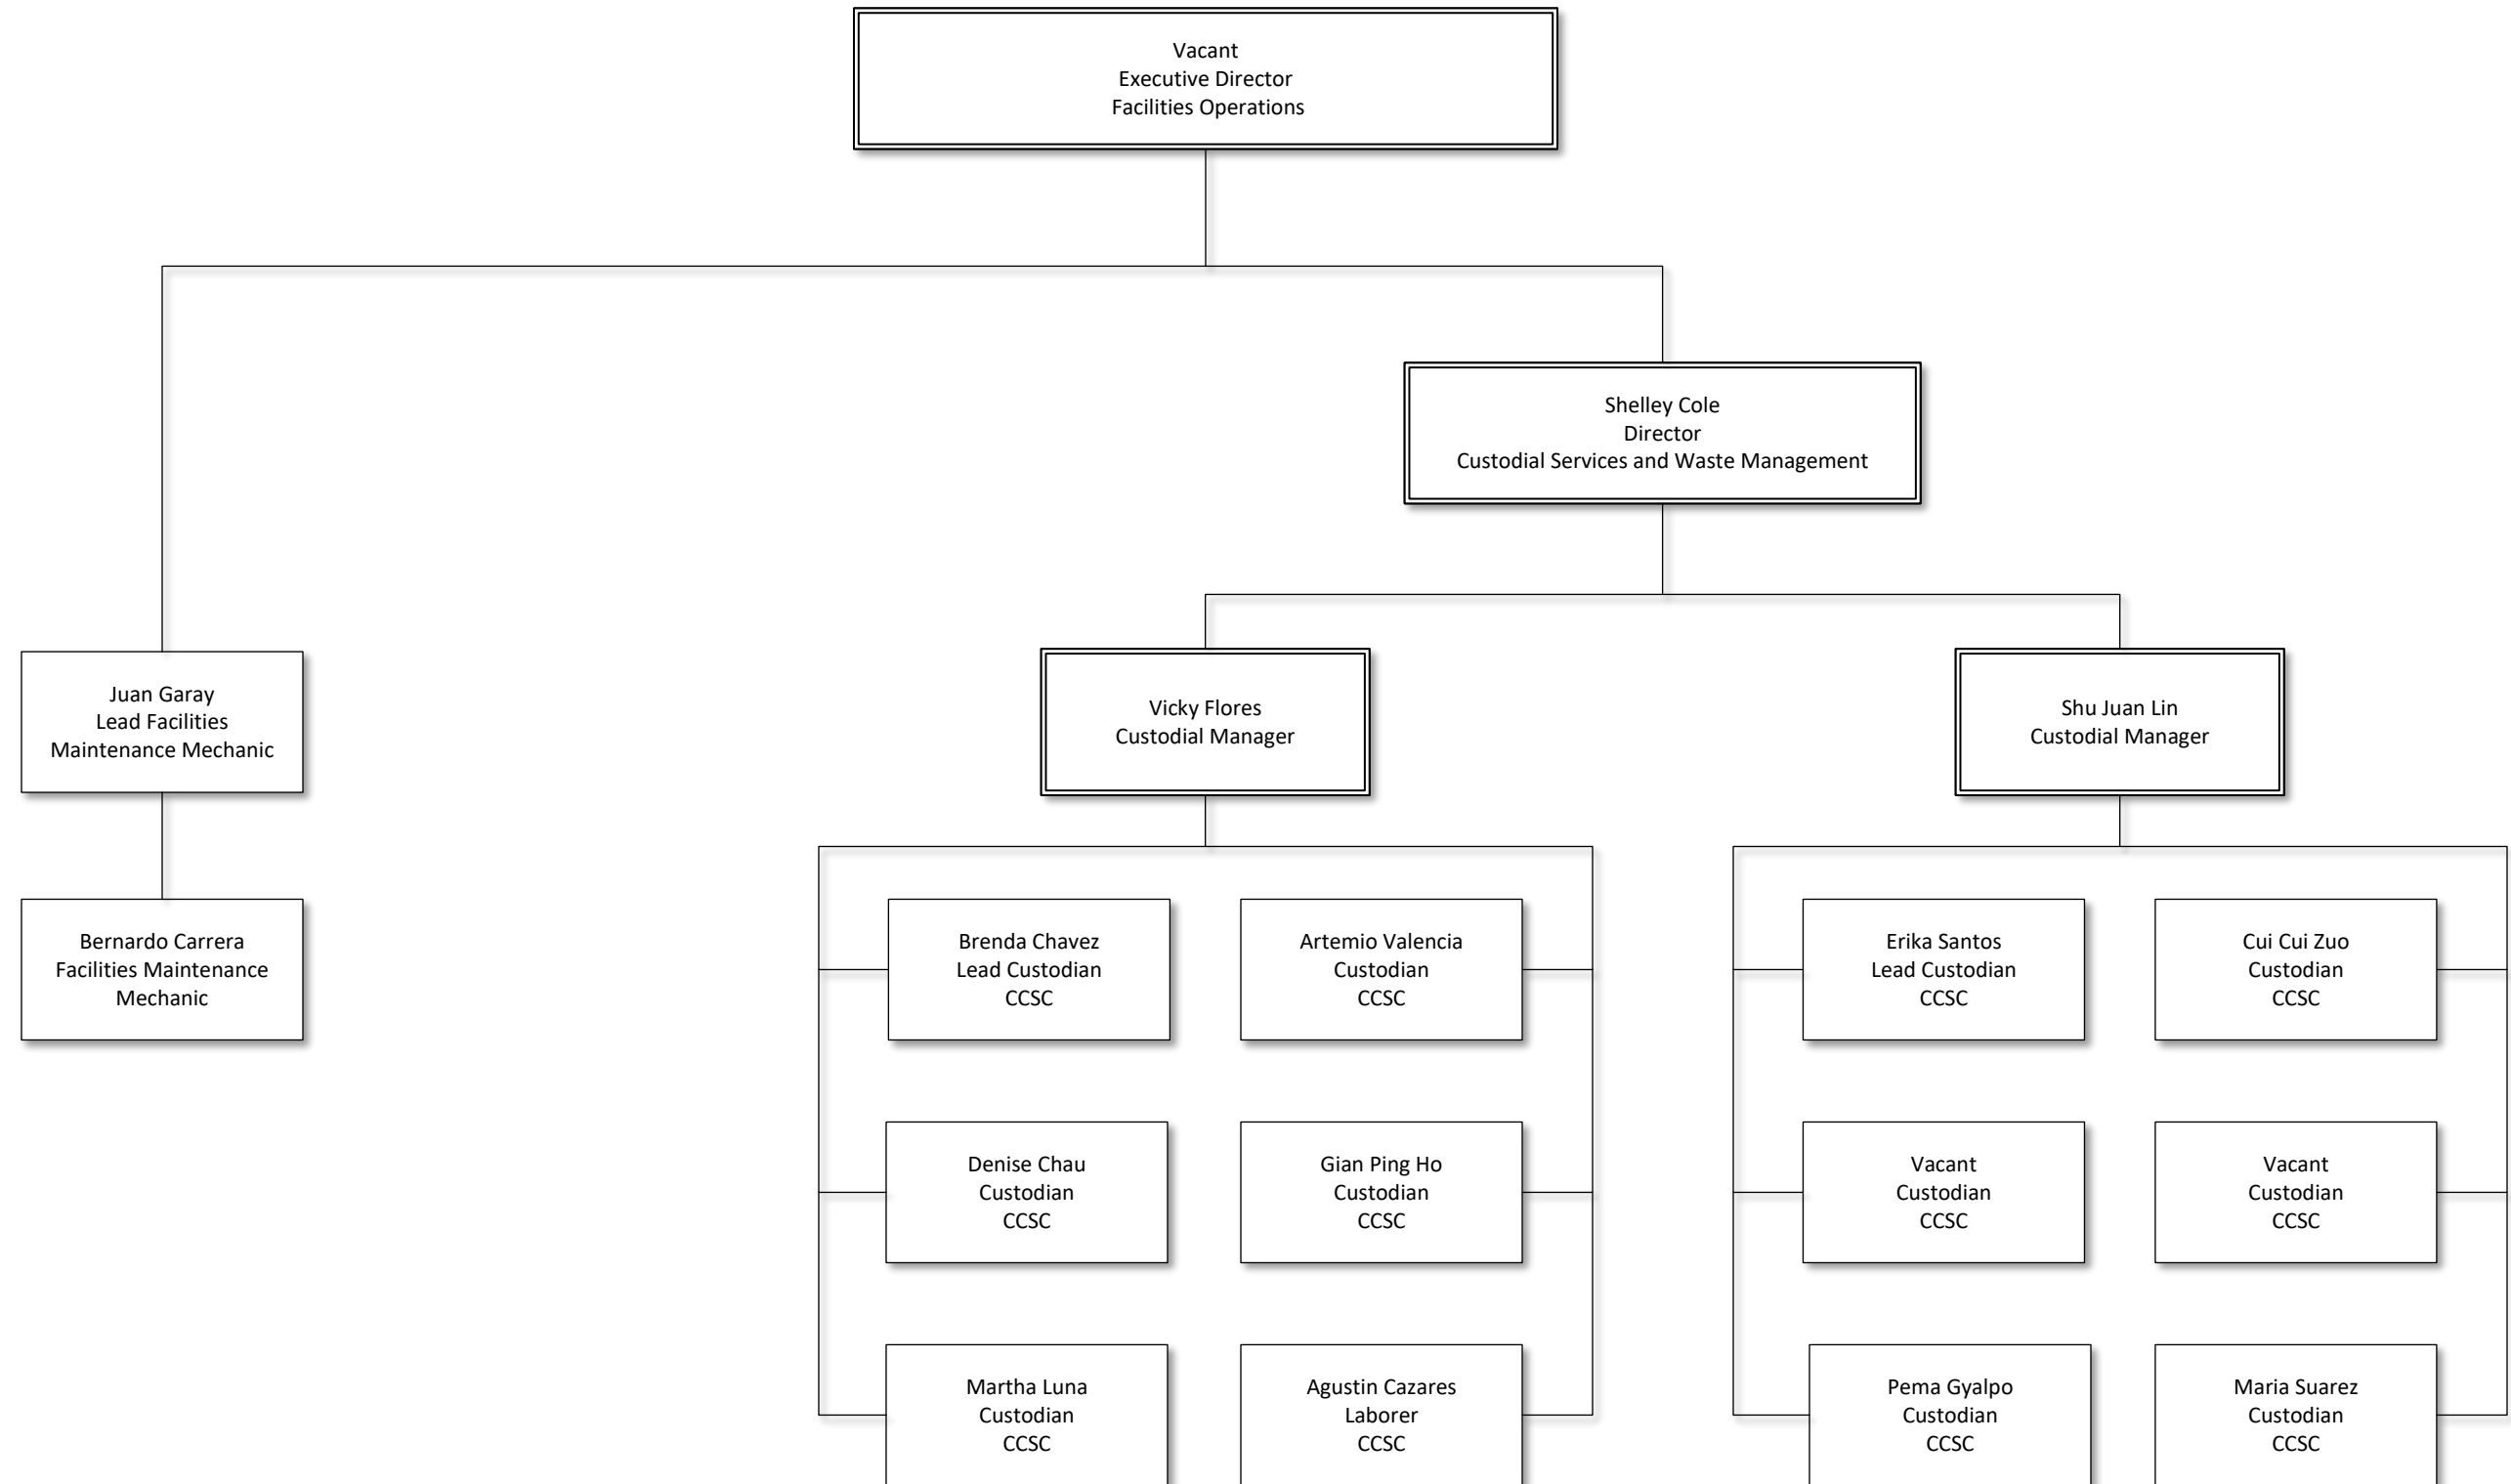 Vacant
Executive Director
Facilities Operations
Shelley Cole
Director
Custodial Services and Waste Management
Juan Garay
Lead Facilities
Maintenance Mechanic
Vicky Flores
Custodial Manager
Shu Juan Lin
Custodial Manager
Bernardo Carrera
Facilities Maintenance
Mechanic
Brenda Chavez
Lead Custodian
CCSC
Artemio Valencia
Custodian
CCSC
Erika Santos
Lead Custodian
CCSC
Cui Cui Zuo
Custodian
CCSC
Denise Chau
Custodian
CCSC
Gian Ping Ho
Custodian
CCSC
Vacant
Custodian
CCSC
Vacant
Custodian
CCSC
Martha Luna
Custodian
CCSC
Agustin Cazares
Laborer
CCSC
Pema Gyalpo
Custodian
CCSC
Maria Suarez
Custodian
CCSC